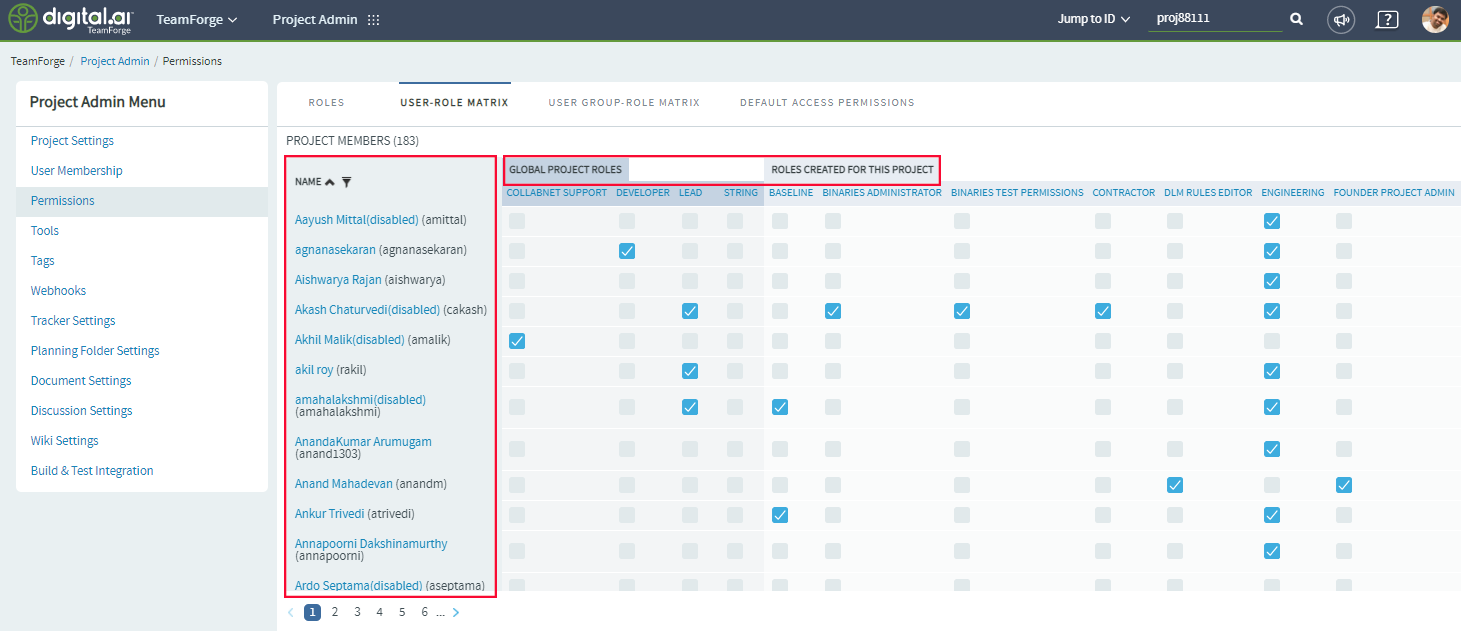 digital.ai TeamForge TeamForge Project Admin Jump to ID proj88111 ?
TeamForge / Project Admin / Permissions
Project Admin Menu
Project Settings
User Membership
Permissions
Tools
Tags
Webhooks
Tracker Settings
Planning Folder Settings
Document Settings
Discussion Settings
Wiki Settings
Build & Test Integration
ROLES USER-ROLE MATRIX USER GROUP-ROLE MATRIX DEFAULT ACCESS PERMISSIONS
PROJECT MEMBERS (183)
GLOBAL PROJECT ROLES ROLES CREATED FOR THIS PROJECT
NAME
COLLABNET SUPPORT DEVELOPER LEAD STRING BASELINE BINARIES ADMINISTRATOR BINARIES TEST PERMISSIONS CONTRACTOR DLM RULES EDITOR ENGINEERING FOUNDER PROJECT ADMIN
Aayush Mittal(disabled) (amittal)
agnanasekaran (agnanasekaran)
Aishwarya Rajan (aishwarya)
Akash Chaturvedi(disabled) (cakash)
Akhil Malik(disabled) (amalik)
akil roy (rakil)
amahalakshmi(disabled)
(amahalakshmi)
AnandaKumar Arumugam
(anand1303)
Anand Mahadevan (anandm)
Ankur Trivedi (atrivedi)
Annapoorni Dakshinamurthy
(annapoorni)
Ardo Septama(disabled) (aseptama)
1 2 3 4 5 6 ...